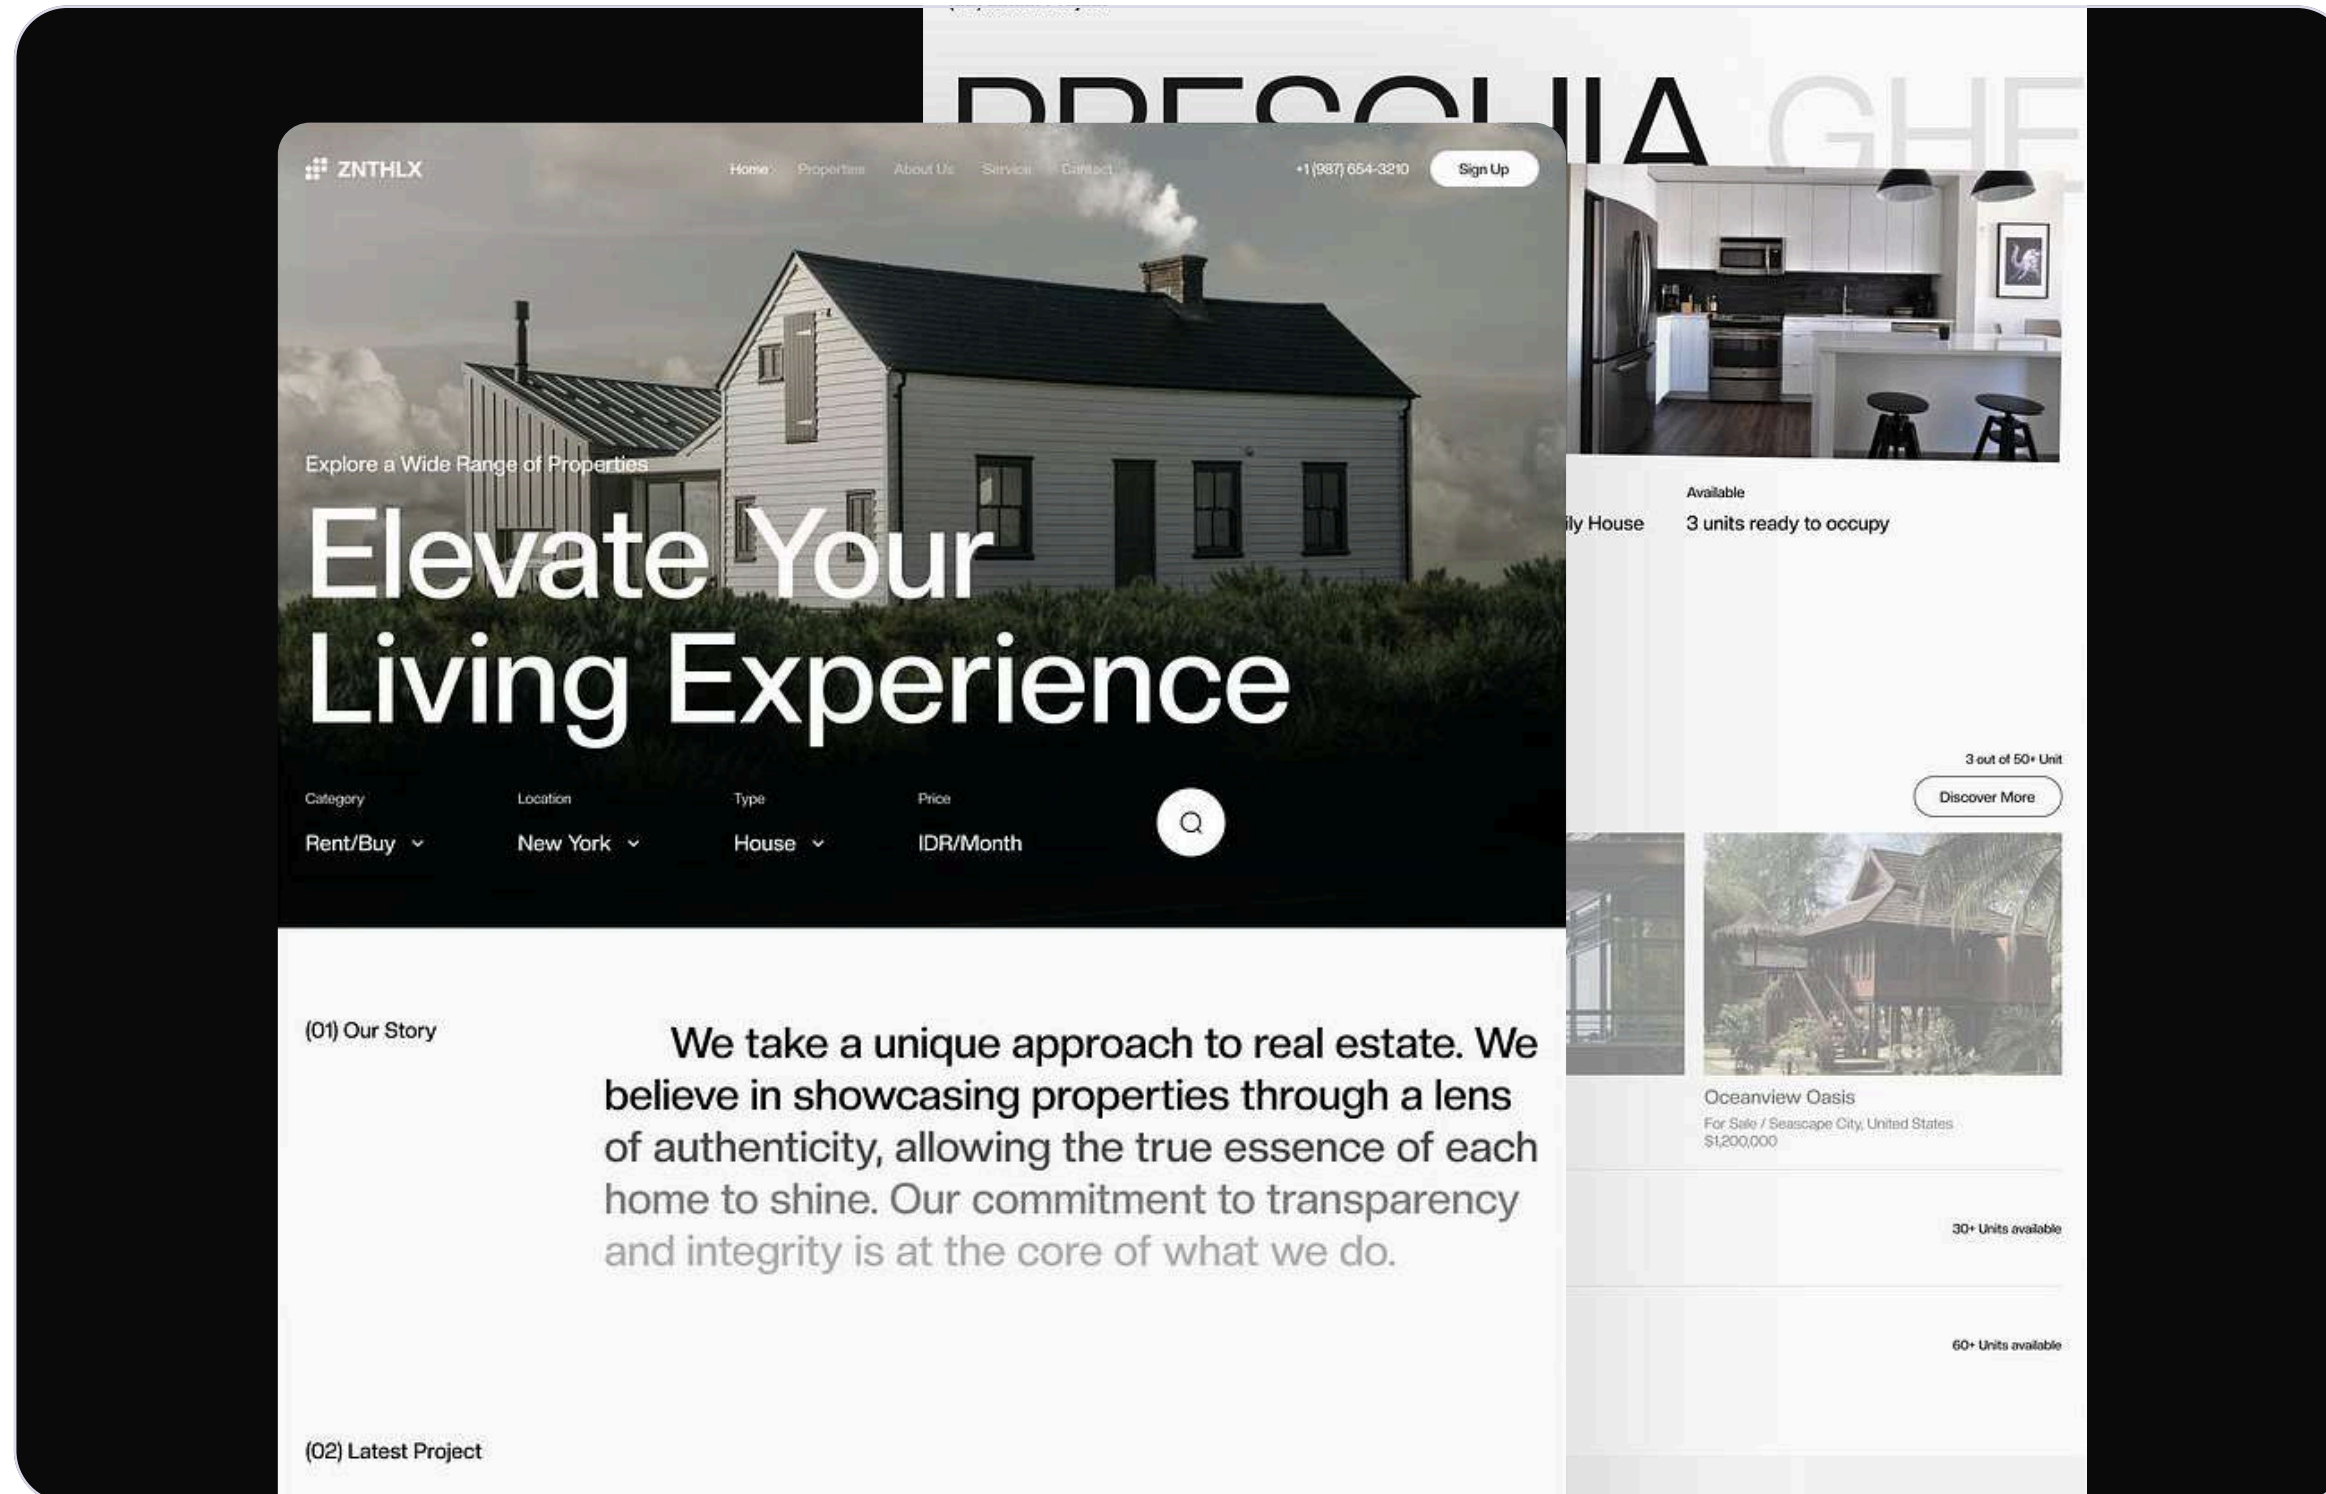 PRESQUIA
ZNTHLX
Home Properties About Us Service Contact
+1 (987) 654-3210
Sign Up
Explore a Wide Range of Properties
Elevate Your
Living Experience
Category Location Type Price
Rent/Buy New York House IDR/Month
(01) Our Story
We take a unique approach to real estate. We
believe in showcasing properties through a lens
of authenticity, allowing the true essence of each
home to shine. Our commitment to transparency
and integrity is at the core of what we do.
(02) Latest Project
Available
House 3 units ready to occupy
3 out of 50+ Unit
Discover More
Oceanview Oasis
For Sale / Seascape City, United States
$1,200,000
30+ Units available
60+ Units available